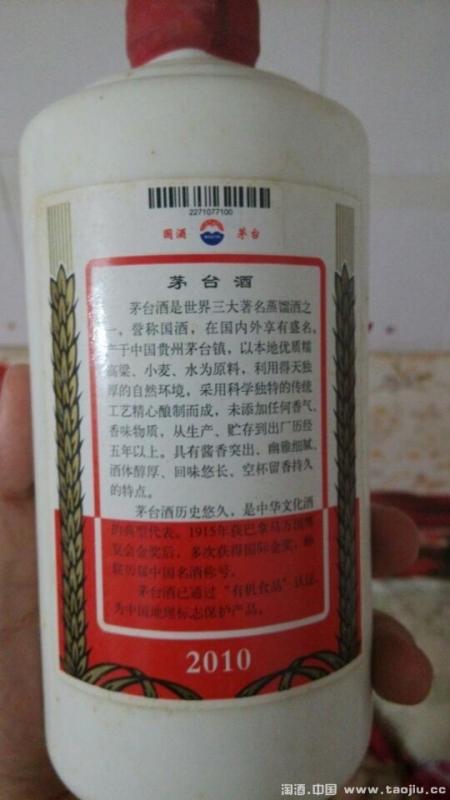 2271077100
国酒 茅台
茅台酒
茅台酒是世界三大著名蒸馏酒之
一，誉称国酒，在国内外享有盛名。
产于中国贵州茅台镇，以本地优质糯
高粱、小麦、水为原料，利用得天独
厚的自然环境，采用科学独特的传统
工艺精心酿制而成，未添加任何香气、
香味物质，从生产、贮存到出厂历经
五年以上。具有酱香突出、幽雅细腻、
酒体醇厚、回味悠长、空杯留香持久
的特点。
茅台酒历史悠久，是中华文化酒
的典型代表。1915年获巴拿马万国博
览会金奖后，多次获得国际金奖，蝉
联历届中国名酒称号。
茅台酒已通过“有机食品”认证，
为中国地理标志保护产品。
2010
淘酒.中国 www.taojiu.cc